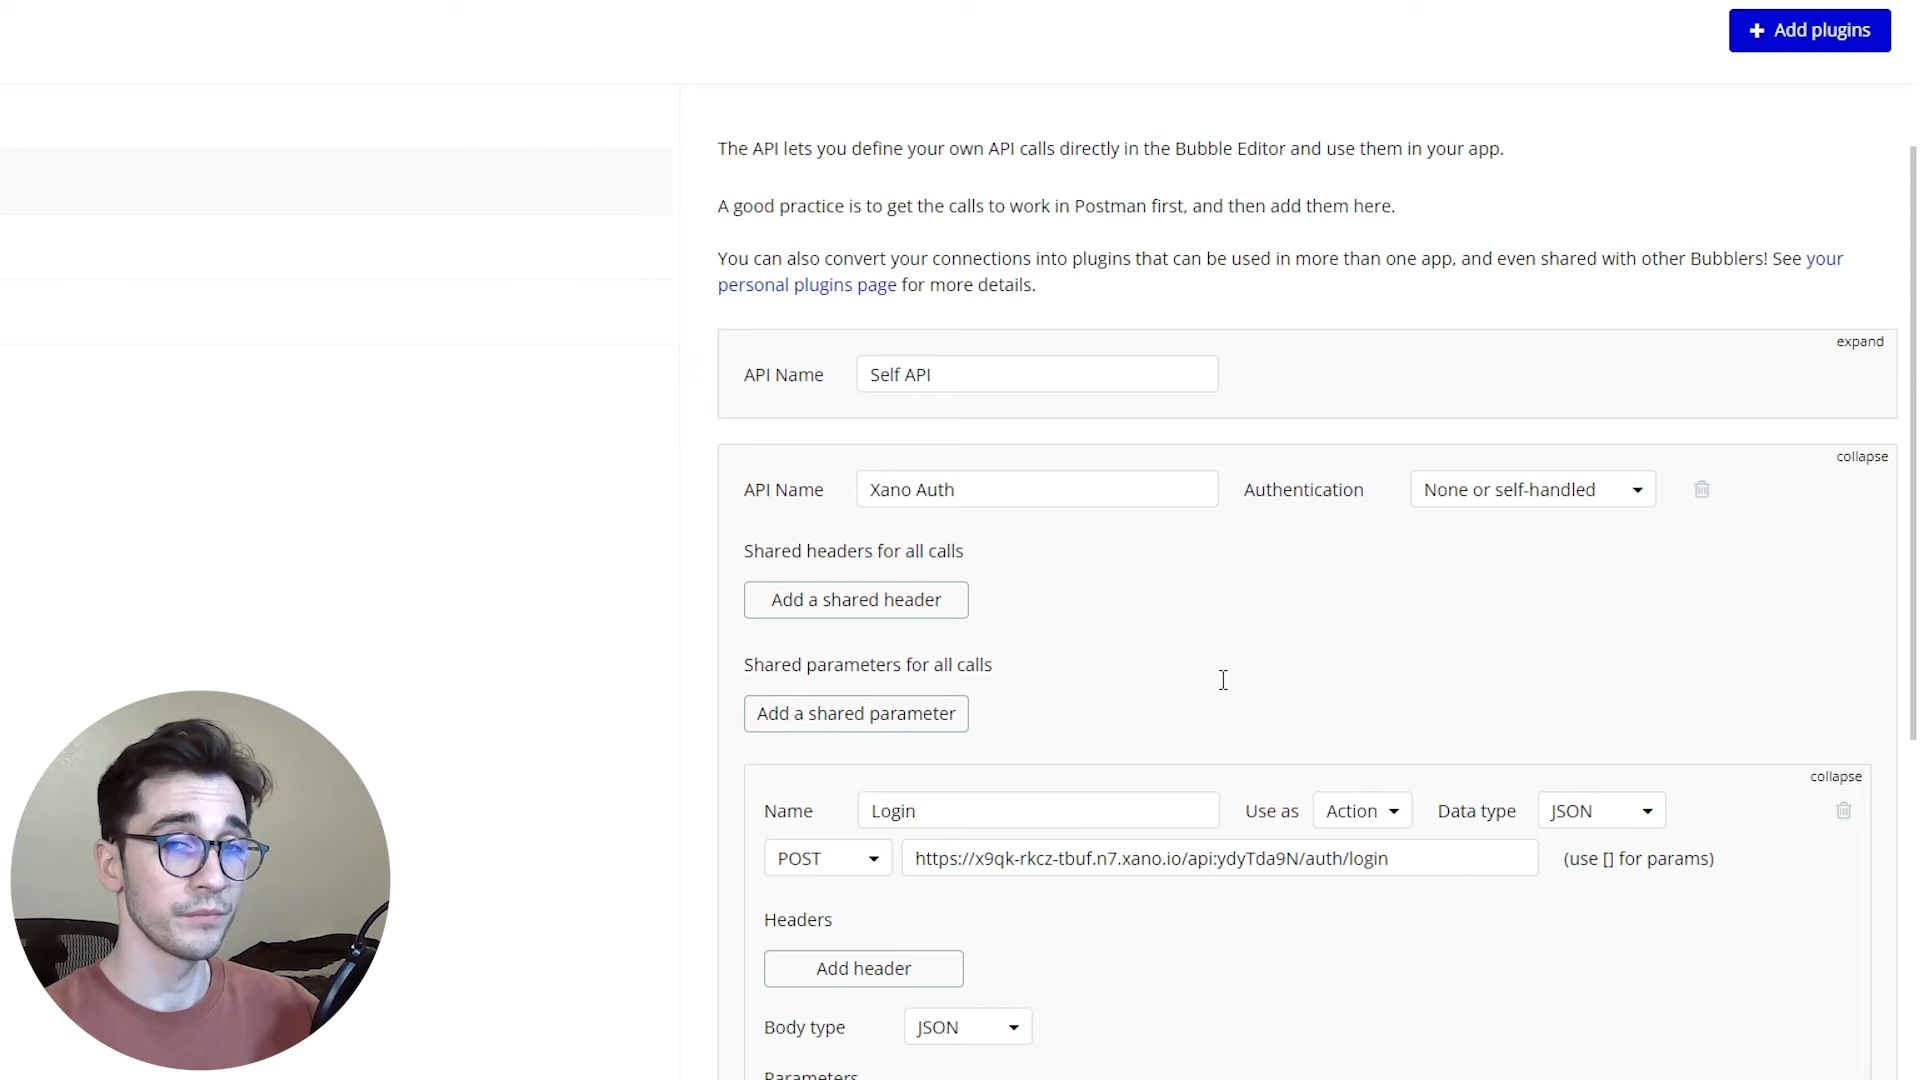 Add plugins
The API lets you define your own API calls directly in the Bubble Editor and use them in your app.
A good practice is to get the calls to work in Postman first, and then add them here.
You can also convert your connections into plugins that can be used in more than one app, and even shared with other Bubblers! See your
personal plugins page for more details.
expand
API Name Self API
collapse
API Name Xano Auth Authentication None or self-handled
Shared headers for all calls
Add a shared header
Shared parameters for all calls
Add a shared parameter
collapse
Name Login Use as Action Data type JSON
POST https://x9qk-rkcz-tbuf.n7.xano.io/api:ydyTda9N/auth/login (use [] for params)
Headers
Add header
Body type JSON
Parameters